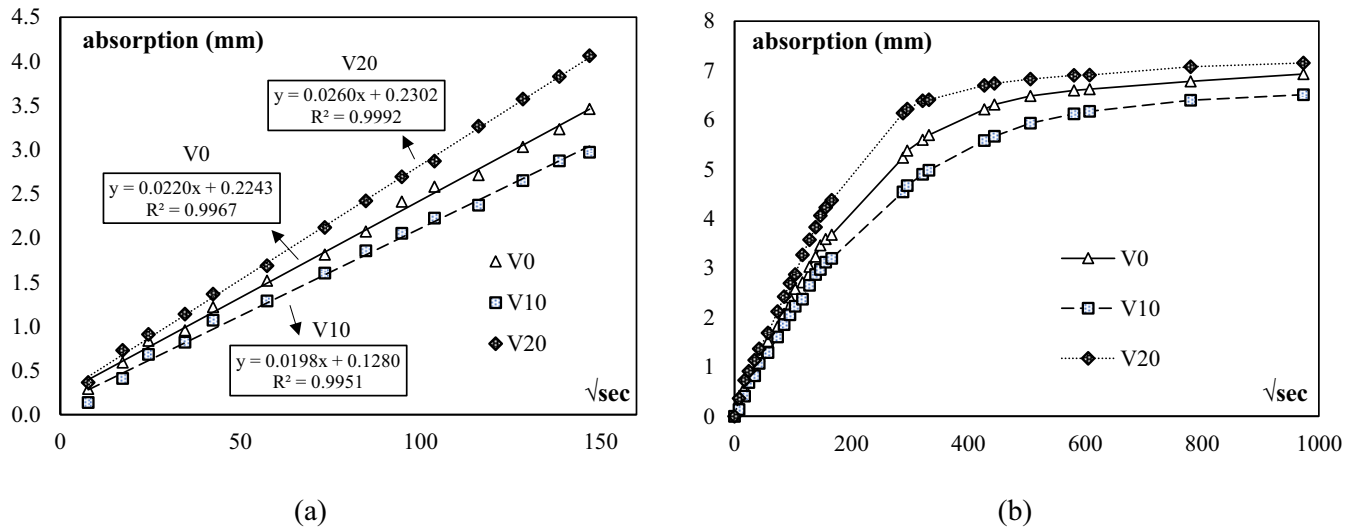 4.5
4.0
3.5
3.0
2.5
2.0
1.5
1.0
0.5
0.0
absorption (mm)
V20
y = 0.0260x + 0.2302
R² = 0.9992
V0
y = 0.0220x + 0.2243
R² = 0.9967
V0
V10
V20
V10
y = 0.0198x + 0.1280
R² = 0.9951
√sec
0 50 100 150
(a)
8
7
6
5
4
3
2
1
0
absorption (mm)
V0
V10
V20
√sec
0 200 400 600 800 1000
(b)